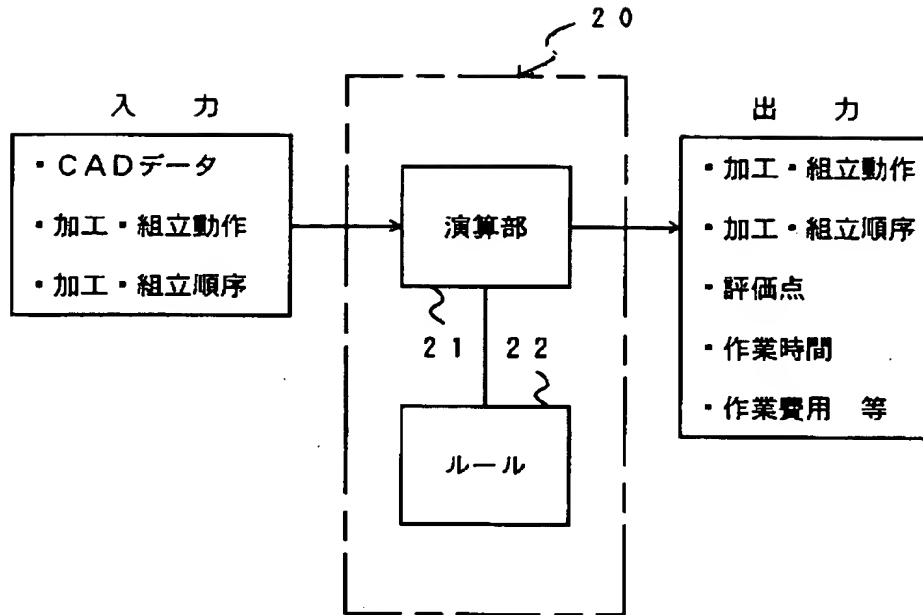 20
入 力
・CADデータ
・加工・組立動作
・加工・組立順序
演算部
21
22
ルール
出 力
・加工・組立動作
・加工・組立順序
・評価点
・作業時間
・作業費用 等